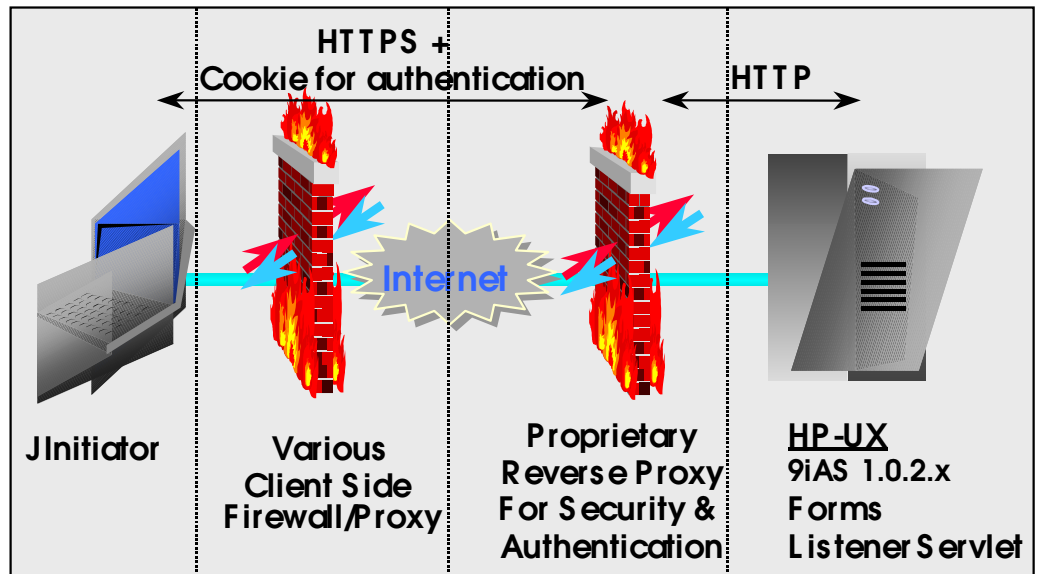 HTTPS +
Cookie for authentication
HTTP
Internet
JInitiator
Various
Client Side
Firewall/Proxy
Proprietary
Reverse Proxy
For Security &
Authentication
HP-UX
9iAS 1.0.2.x
Forms
Listener Servlet